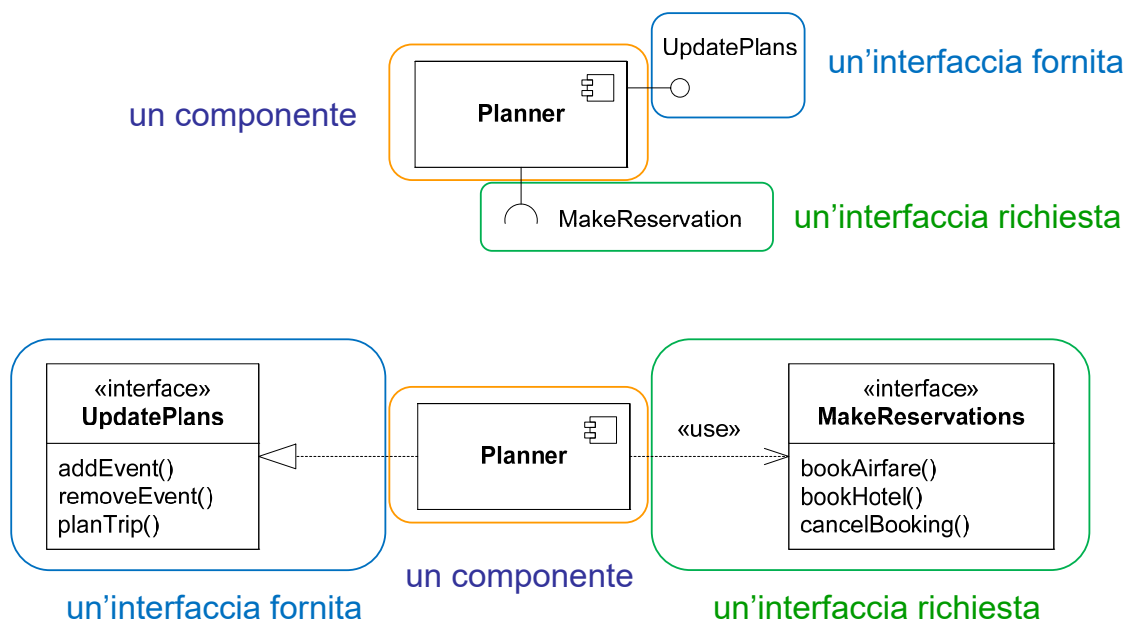 UpdatePlans
un'interfaccia fornita
un componente
Planner
MakeReservation
un'interfaccia richiesta
«interface»
UpdatePlans
addEvent()
removeEvent()
planTrip()
Planner
«use»
«interface»
MakeReservations
bookAirfare()
bookHotel()
cancelBooking()
un componente
un'interfaccia fornita
un'interfaccia richiesta